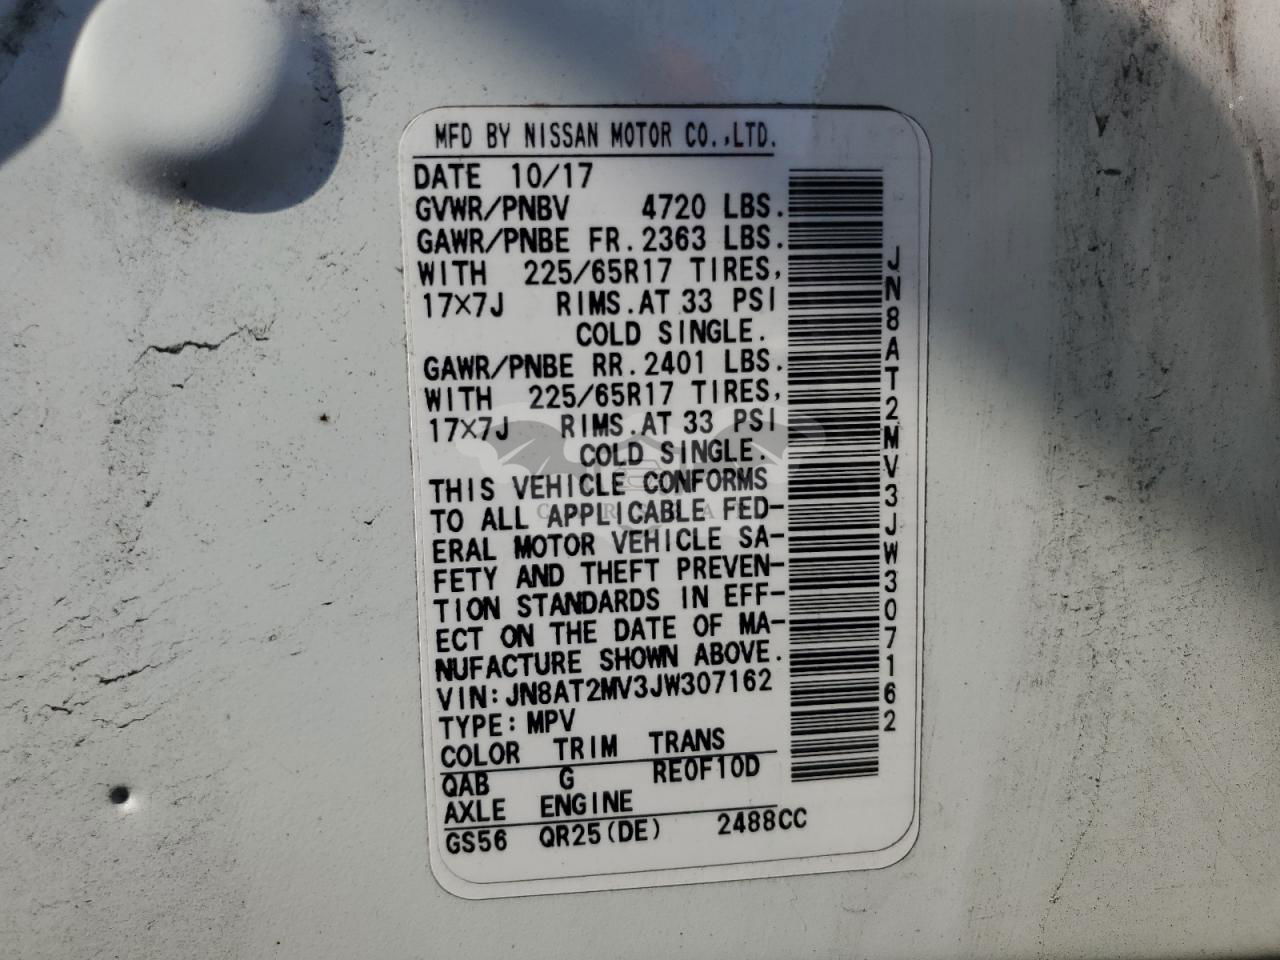 MFD BY NISSAN MOTOR CO.,LTD.
DATE 10/17
GVWR/PNBV 4720 LBS.
GAWR/PNBE FR.2363 LBS.
WITH 225/65R17 TIRES,
17X7J RIMS.AT 33 PSI
COLD SINGLE.
GAWR/PNBE RR.2401 LBS.
WITH 225/65R17 TIRES,
17X7J RIMS.AT 33 PSI
COLD SINGLE.
THIS VEHICLE CONFORMS
TO ALL APPLICABLE FED-
ERAL MOTOR VEHICLE SA-
FETY AND THEFT PREVEN-
TION STANDARDS IN EFF-
ECT ON THE DATE OF MA-
NUFACTURE SHOWN ABOVE.
VIN:JN8AT2MV3JW307162
TYPE:MPV
COLOR TRIM TRANS
QAB G RE0F10D
AXLE ENGINE
GS56 QR25(DE) 2488CC
JN8AT2MV3JW307162